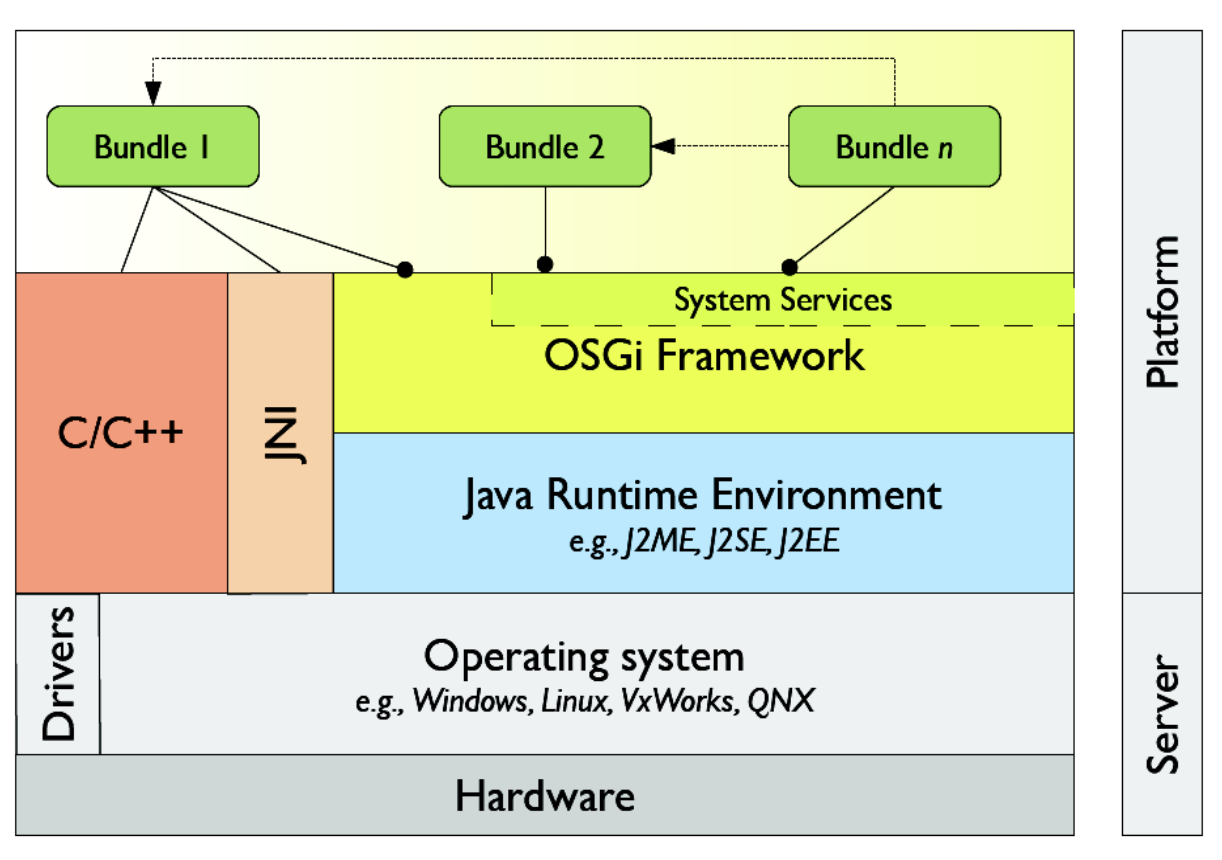 Bundle 1
Bundle 2
Bundle n
Platform
System Services
OSGi Framework
C/C++
JNI
Java Runtime Environment
e.g., J2ME, J2SE, J2EE
Drivers
Operating system
e.g., Windows, Linux, VxWorks, QNX
Server
Hardware